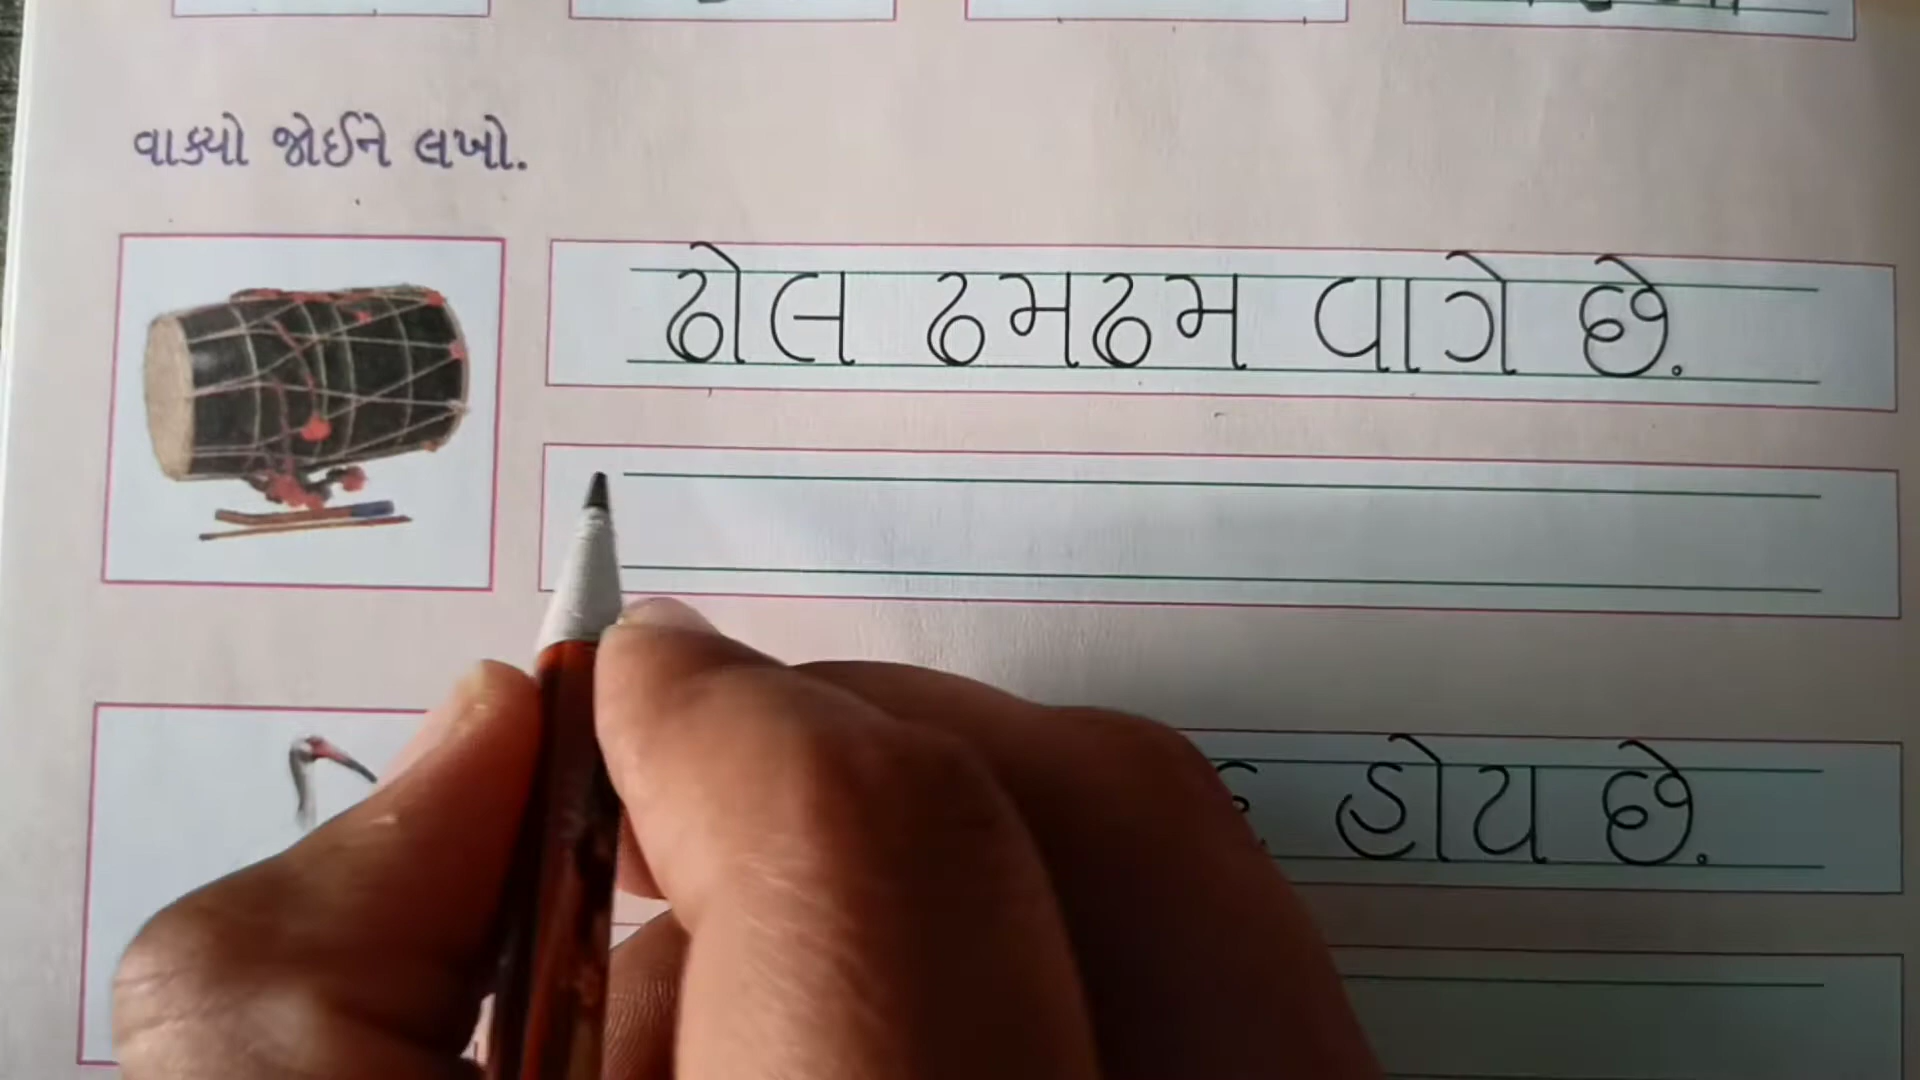 વાક્યો જોઈને લખો.
ઢોલ ઢમઢમ વાગે છે.
હોય છે.